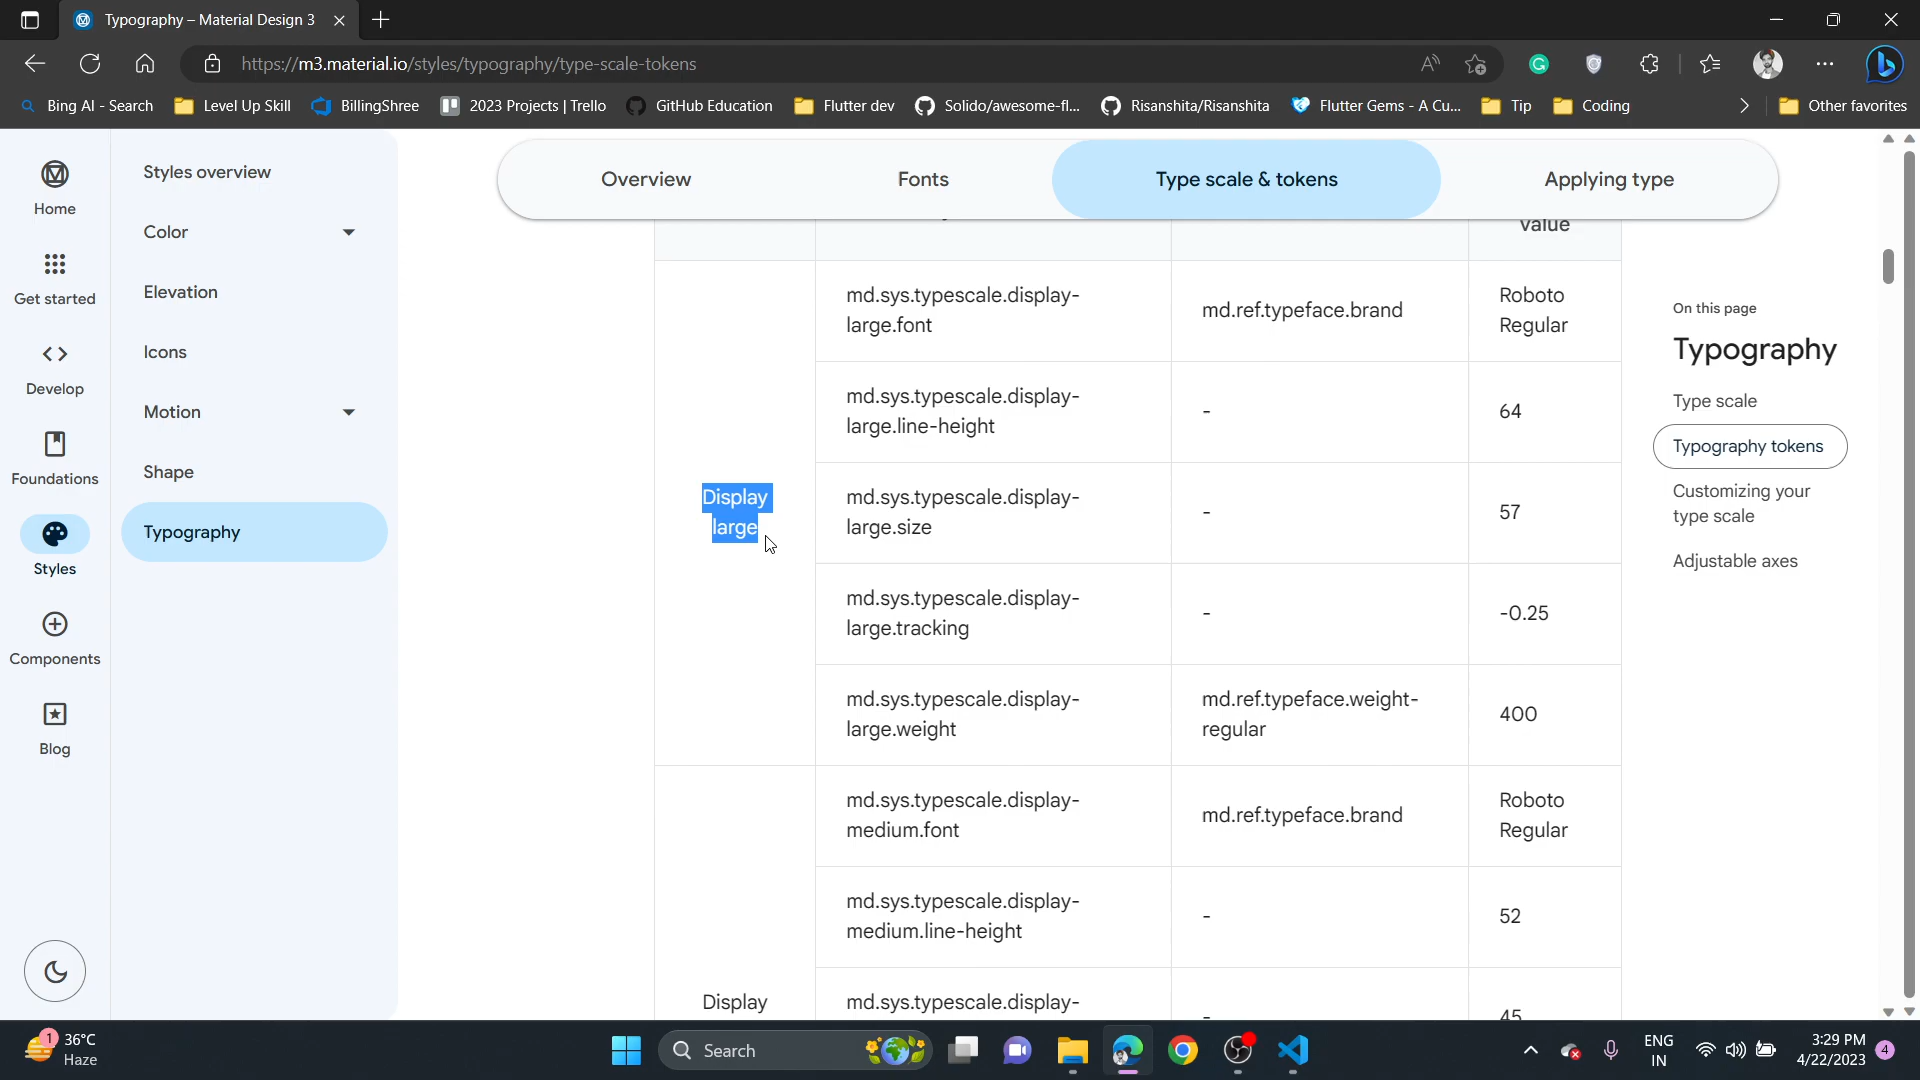 Typography – Material Design 3
https://m3.material.io/styles/typography/type-scale-tokens
Bing AI - Search
Level Up Skill
BillingShree
2023 Projects | Trello
GitHub Education
Flutter dev
Solido/awesome-fl...
Risanshita/Risanshita
Flutter Gems - A Cu...
Tip
Coding
Other favorites
Home
Get started
Develop
Foundations
Styles
Components
Blog
Styles overview
Color
Elevation
Icons
Motion
Shape
Typography
Overview
Fonts
Type scale & tokens
Applying type
value
Display
large
md.sys.typescale.display-
large.font
md.ref.typeface.brand
Roboto
Regular
md.sys.typescale.display-
large.line-height
-
64
md.sys.typescale.display-
large.size
-
57
md.sys.typescale.display-
large.tracking
-
-0.25
md.sys.typescale.display-
large.weight
md.ref.typeface.weight-
regular
400
md.sys.typescale.display-
medium.font
md.ref.typeface.brand
Roboto
Regular
md.sys.typescale.display-
medium.line-height
-
52
Display
md.sys.typescale.display-
-
45
On this page
Typography
Type scale
Typography tokens
Customizing your
type scale
Adjustable axes
1
36°C
Haze
Search
ENG
IN
3:29 PM
4/22/2023
4